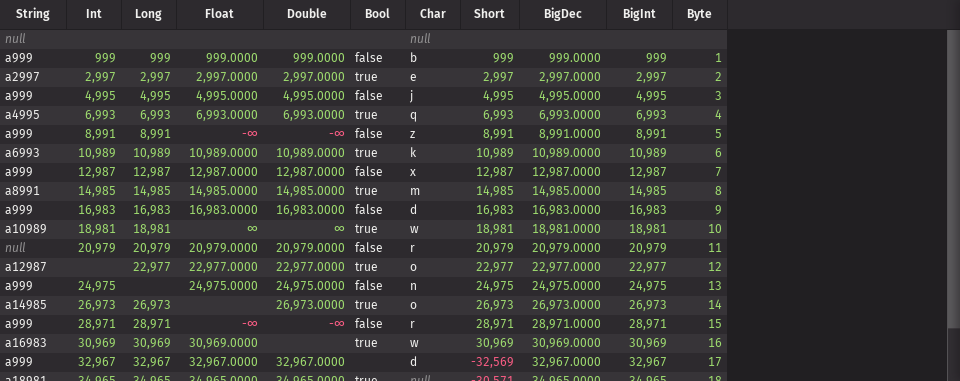 String Int Long Float Double Bool Char Short BigDec BigInt Byte
null null
a999 999 999 999.0000 999.0000 false b 999 999.0000 999 1
a2997 2,997 2,997 2,997.0000 2,997.0000 true e 2,997 2,997.0000 2,997 2
a999 4,995 4,995 4,995.0000 4,995.0000 false j 4,995 4,995.0000 4,995 3
a4995 6,993 6,993 6,993.0000 6,993.0000 true q 6,993 6,993.0000 6,993 4
a999 8,991 8,991 -∞ -∞ false z 8,991 8,991.0000 8,991 5
a6993 10,989 10,989 10,989.0000 10,989.0000 true k 10,989 10,989.0000 10,989 6
a999 12,987 12,987 12,987.0000 12,987.0000 false x 12,987 12,987.0000 12,987 7
a8991 14,985 14,985 14,985.0000 14,985.0000 true m 14,985 14,985.0000 14,985 8
a999 16,983 16,983 16,983.0000 16,983.0000 false d 16,983 16,983.0000 16,983 9
a10989 18,981 18,981 ∞ ∞ true w 18,981 18,981.0000 18,981 10
null 20,979 20,979 20,979.0000 20,979.0000 false r 20,979 20,979.0000 20,979 11
a12987 22,977 22,977.0000 22,977.0000 true o 22,977 22,977.0000 22,977 12
a999 24,975 24,975.0000 24,975.0000 false n 24,975 24,975.0000 24,975 13
a14985 26,973 26,973 26,973.0000 true o 26,973 26,973.0000 26,973 14
a999 28,971 28,971 -∞ -∞ false r 28,971 28,971.0000 28,971 15
a16983 30,969 30,969 30,969.0000 true w 30,969 30,969.0000 30,969 16
a999 32,967 32,967 32,967.0000 32,967.0000 d -32,569 32,967.0000 32,967 17
a18981 34,965 34,965 34,965.0000 34,965.0000 true null -30,571 34,965.0000 34,965 18